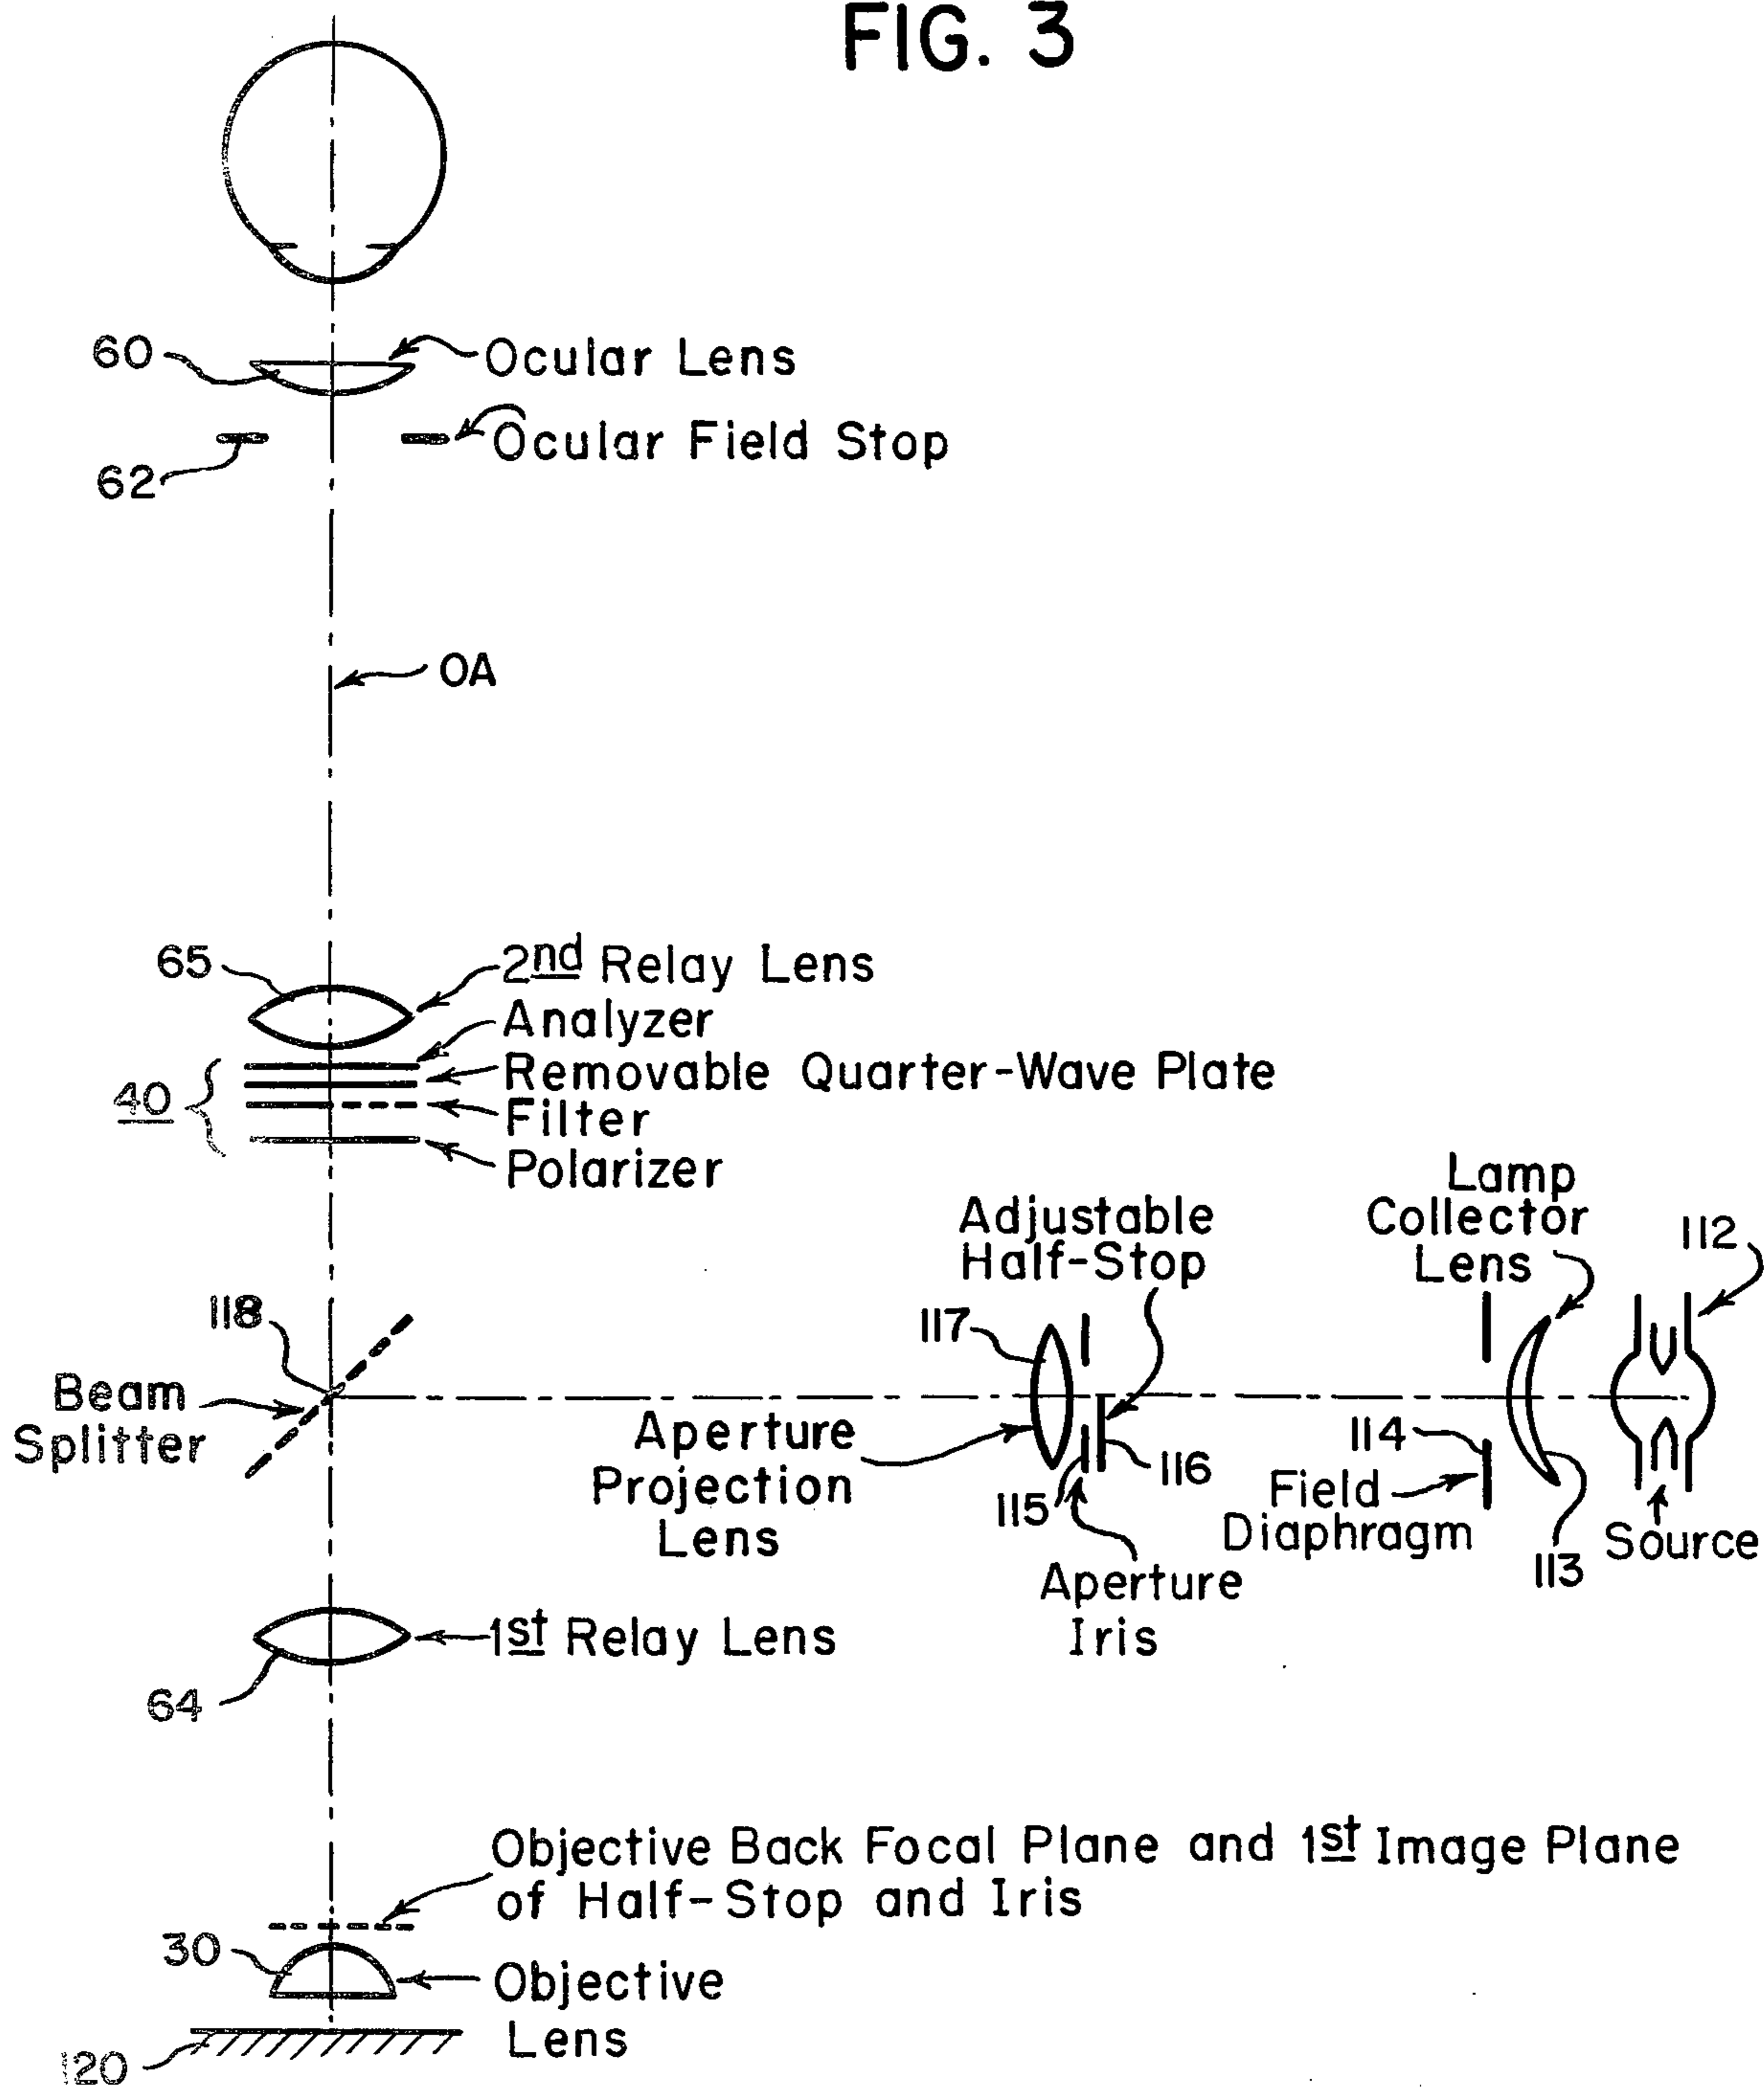 FIG. 3
60
Ocular Lens
Ocular Field Stop
62
OA
65
2nd Relay Lens
Analyzer
Removable Quarter-Wave Plate
40
Filter
Polarizer
Lamp
Collector
Lens
112
Adjustable
Half-Stop
118
117
Beam
Splitter
Aperture
Projection
Lens
116
115
114
Field
Diaphragm
113
Source
Aperture
Iris
1st Relay Lens
64
Objective Back Focal Plane and 1st Image Plane
of Half-Stop and Iris
30
Objective
Lens
120